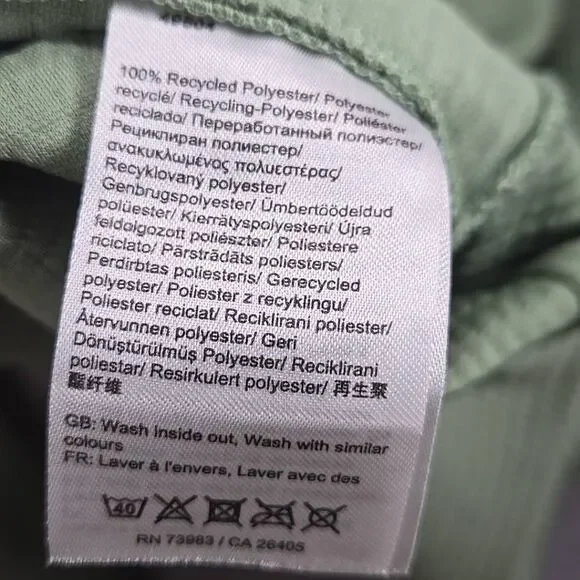 100% Recycled Polyester/ Polyester
recyclé/ Recycling-Polyester/ Poliéster
reciclado/ Переработанный полиэстер/
Рециклиран полиестер/
ανακυκλωμένος πολυεστέρας/
Recyklovaný polyester/
Genbrugspolyester/ Ümbertöödeldud
polüester/ Kierrätyspolyesteri/ Újra
feldolgozott poliészter/ Poliestere
riciclato/ Pārstrādāts poliesters/
Perdirbtas poliesteris/ Gerecycled
polyester/ Poliester z recyklingu/
Poliester reciclat/ Reciklirani poliester/
Återvunnen polyester/ Geri
Dönüştürülmüş Polyester/ Reciklirani
poliestar/ Resirkulert polyester/ 再生聚
酯纤维
GB: Wash inside out, Wash with similar
colours
FR: Laver à l'envers, Laver avec des
40
RN 73983 / CA 26405